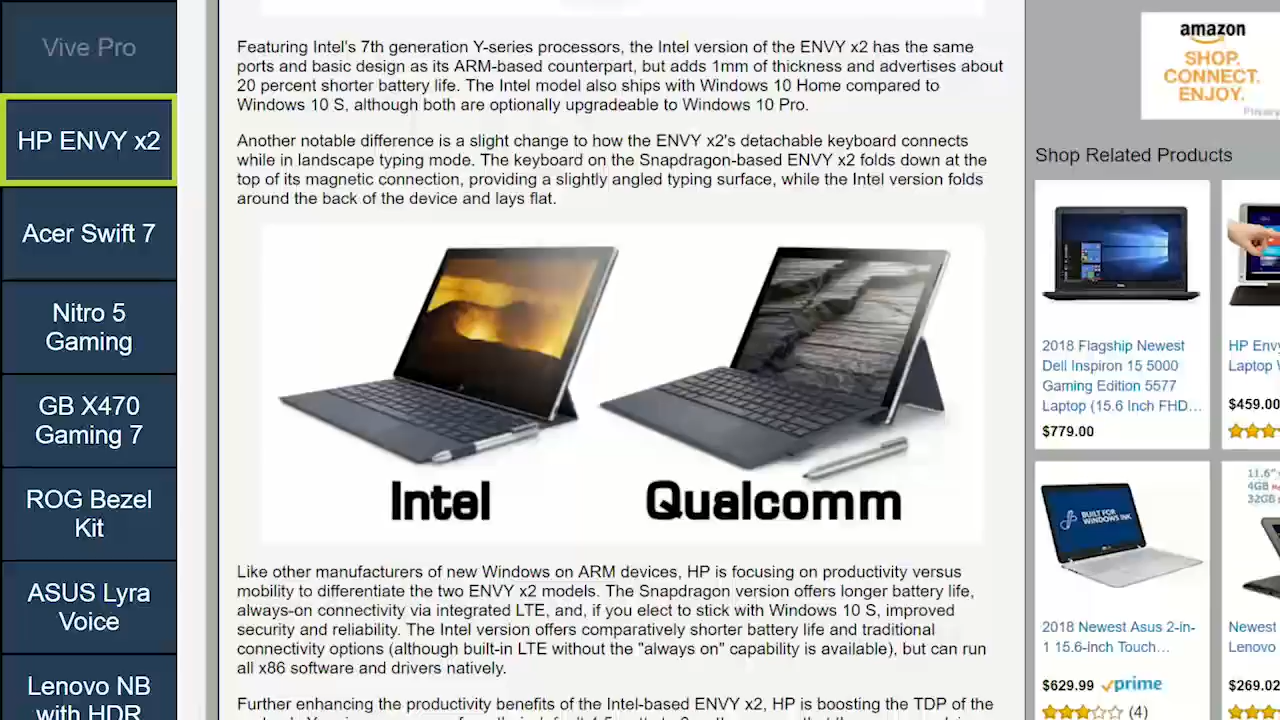 Vive Pro
HP ENVY x2
Acer Swift 7
Nitro 5
Gaming
GB X470
Gaming 7
ROG Bezel
Kit
ASUS Lyra
Voice
Lenovo NB
with HDR
Featuring Intel's 7th generation Y-series processors, the Intel version of the ENVY x2 has the same
ports and basic design as its ARM-based counterpart, but adds 1mm of thickness and advertises about
20 percent shorter battery life. The Intel model also ships with Windows 10 Home compared to
Windows 10 S, although both are optionally upgradeable to Windows 10 Pro.
Another notable difference is a slight change to how the ENVY x2's detachable keyboard connects
while in landscape typing mode. The keyboard on the Snapdragon-based ENVY x2 folds down at the
top of its magnetic connection, providing a slightly angled typing surface, while the Intel version folds
around the back of the device and lays flat.
Intel
Qualcomm
Like other manufacturers of new Windows on ARM devices, HP is focusing on productivity versus
mobility to differentiate the two ENVY x2 models. The Snapdragon version offers longer battery life,
always-on connectivity via integrated LTE, and, if you elect to stick with Windows 10 S, improved
security and reliability. The Intel version offers comparatively shorter battery life and traditional
connectivity options (although built-in LTE without the "always on" capability is available), but can run
all x86 software and drivers natively.
Further enhancing the productivity benefits of the Intel-based ENVY x2, HP is boosting the TDP of the
amazon
SHOP.
CONNECT.
ENJOY.
Privacy
Shop Related Products
2018 Flagship Newest
Dell Inspiron 15 5000
Gaming Edition 5577
Laptop (15.6 Inch FHD…
$779.00
HP Envy
Laptop
$459.00
BUILT FOR
WINDOWS INK
2018 Newest Asus 2-in-
1 15.6-inch Touch…
$629.99 prime
(4)
11.6"
4GB
32GB
Newest
Lenovo
$269.02